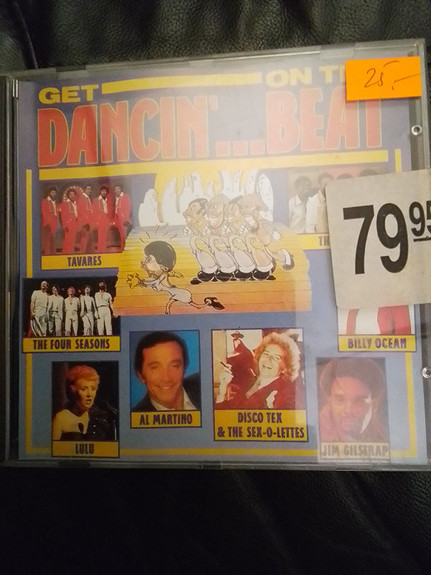 GET ON T
25,-
DANCIN'....BEAT
79 95
TAVARES
THE FOUR SEASONS
BILLY OCEAN
LULU
AL MARTINO
DISCO TEX
& THE SEX-O-LETTES
JIM GILSTRAP